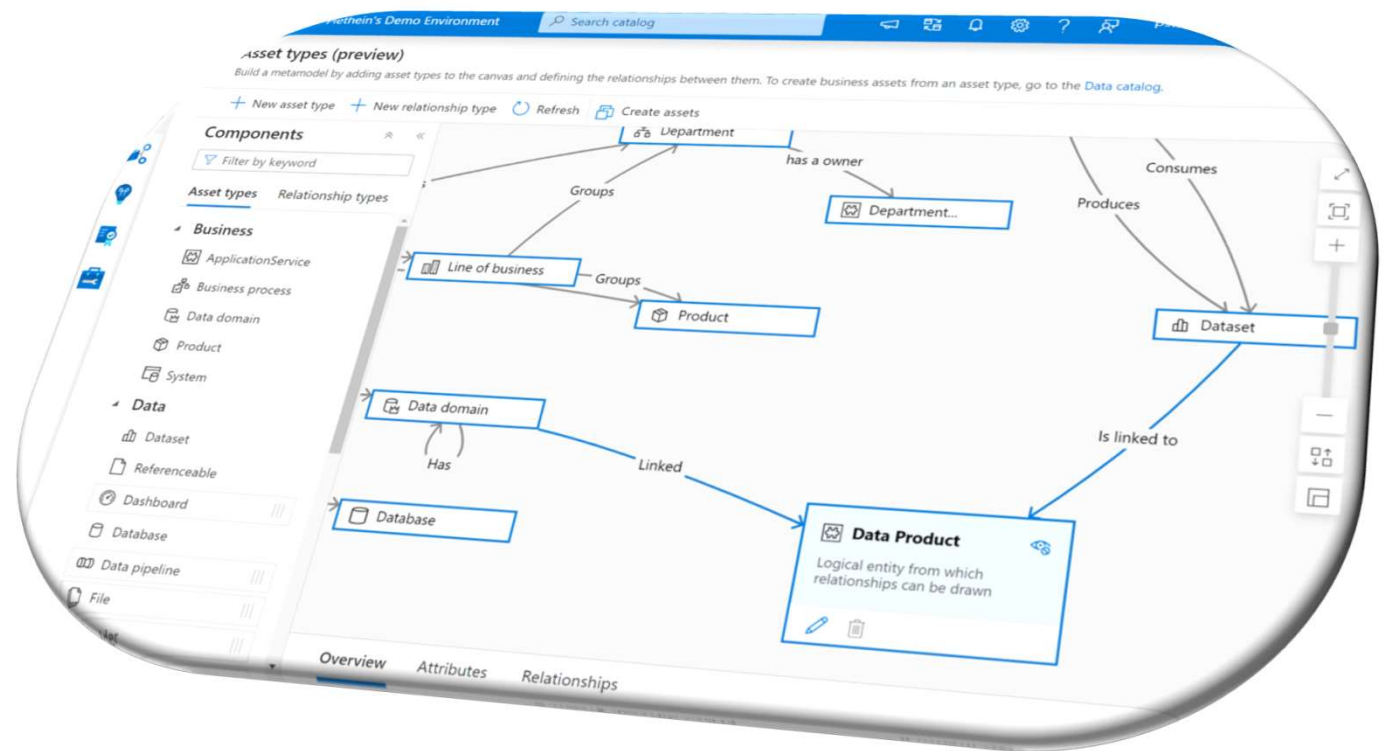 Demo Environment
Search catalog
Asset types (preview)
Build a metamodel by adding asset types to the canvas and defining the relationships between them. To create business assets from an asset type, go to the Data catalog.
New asset type
New relationship type
Refresh
Create assets
Components
Filter by keyword
Asset types
Relationship types
Business
ApplicationService
Business process
Data domain
Product
System
Data
Dataset
Referenceable
Dashboard
Database
Data pipeline
File
Department
has a owner
Groups
Department...
Consumes
Produces
Line of business
Groups
Product
Dataset
Data domain
Has
Linked
Is linked to
Database
Data Product
Logical entity from which
relationships can be drawn
Overview
Attributes
Relationships